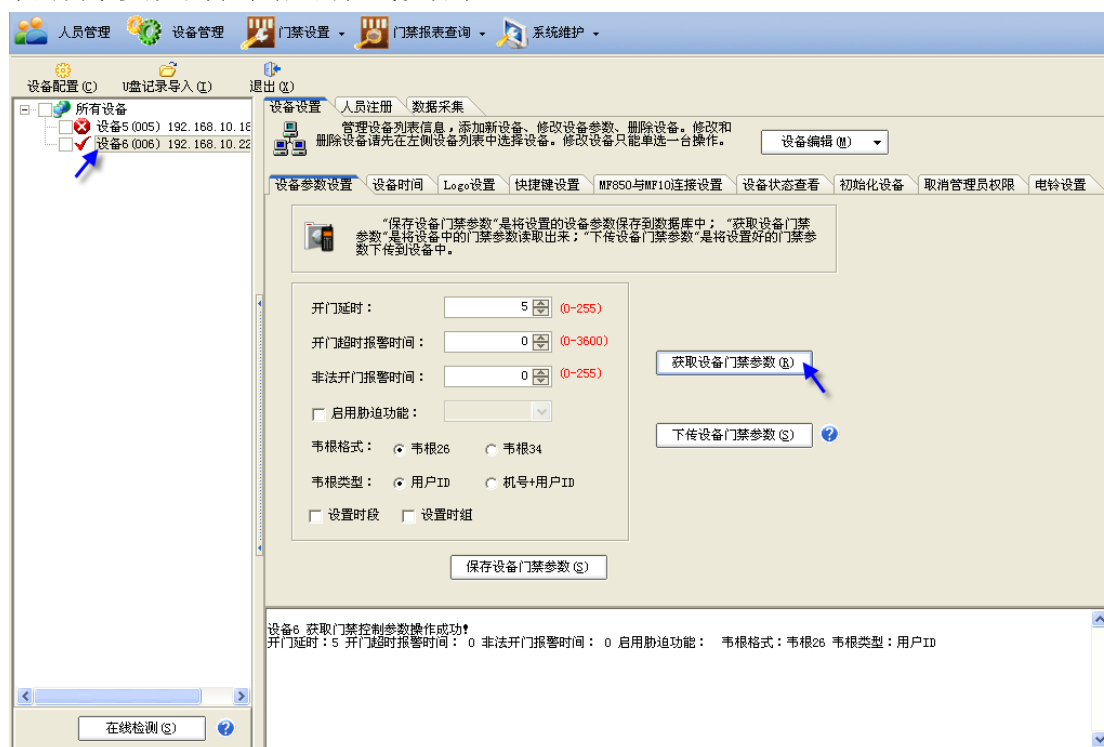 人员管理 设备管理 门禁设置 门禁报表查询 系统维护
设备配置(C) U盘记录导入(I) 退出(X)
所有设备
设备5(005) 192.168.10.16
设备6(006) 192.168.10.22
设备设置 人员注册 数据采集
管理设备列表信息，添加新设备、修改设备参数、删除设备。修改和
删除设备请先在左侧设备列表中选择设备。修改设备只能单选一台操作。
设备编辑(M)
设备参数设置 设备时间 Logo设置 快捷键设置 MF850与MF10连接设置 设备状态查看 初始化设备 取消管理员权限 电铃设置
“保存设备门禁参数”是将设置的设备参数保存到数据库中；“获取设备门禁
参数”是将设备中的门禁参数读取出来；“下传设备门禁参数”是将设置好的门禁参
数下传到设备中。
开门延时： 5 (0-255)
开门超时报警时间： 0 (0-3600)
非法开门报警时间： 0 (0-255)
启用胁迫功能：
韦根格式： 韦根26 韦根34
韦根类型： 用户ID 机号+用户ID
设置时段 设置时组
获取设备门禁参数(R)
下传设备门禁参数(S)
保存设备门禁参数(S)
设备6 获取门禁控制参数操作成功！
开门延时：5 开门超时报警时间： 0 非法开门报警时间： 0 启用胁迫功能： 韦根格式：韦根26 韦根类型：用户ID
在线检测(S)